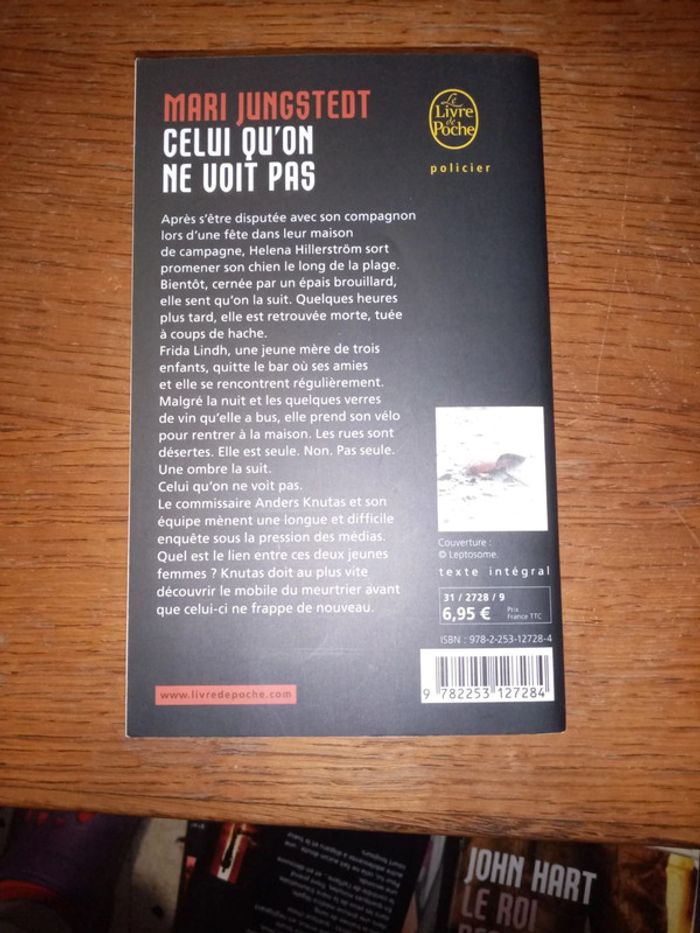 MARI JUNGSTEDT
CELUI QU'ON
NE VOIT PAS
Le
Livre
de
Poche
policier
Après s'être disputée avec son compagnon
lors d'une fête dans leur maison
de campagne, Helena Hillerström sort
promener son chien le long de la plage.
Bientôt, cernée par un épais brouillard,
elle sent qu'on la suit. Quelques heures
plus tard, elle est retrouvée morte, tuée
à coups de hache.
Frida Lindh, une jeune mère de trois
enfants, quitte le bar où ses amies
et elle se rencontrent régulièrement.
Malgré la nuit et les quelques verres
de vin qu'elle a bus, elle prend son vélo
pour rentrer à la maison. Les rues sont
désertes. Elle est seule. Non. Pas seule.
Une ombre la suit.
Celui qu'on ne voit pas.
Le commissaire Anders Knutas et son
équipe mènent une longue et difficile
enquête sous la pression des médias.
Quel est le lien entre ces deux jeunes
femmes ? Knutas doit au plus vite
découvrir le mobile du meurtrier avant
que celui-ci ne frappe de nouveau.
www.livredepoche.com
Couverture :
© Leptosome.
texte intégral
31 / 2728 / 9
6,95 €
Prix
France TTC
ISBN : 978-2-253-12728-4
9 782253 127284
JOHN HART
LE ROI